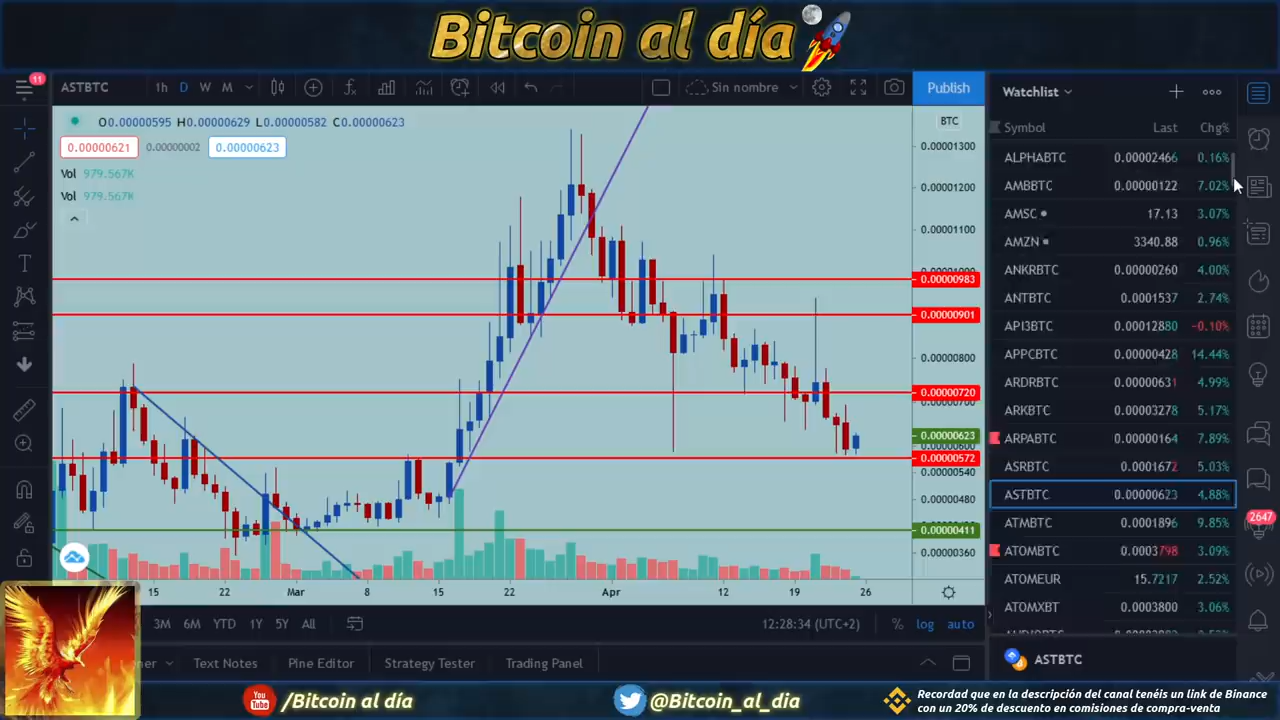 Bitcoin al día
11
ASTBTC
1h D W M
Sin nombre
Publish
O0.00000595 H0.00000629 L0.00000582 C0.00000623
0.00000621 0.00000002 0.00000623
Vol 979.567K
Vol 979.567K
BTC
0.00001300
0.00001200
0.00001100
0.00000983
0.00000901
0.00000800
0.00000720
0.00000623
0.00000572
0.00000540
0.00000480
0.00000411
0.00000360
15 22 Mar 8 15 22 Apr 12 19 26
3M 6M YTD 1Y 5Y All
12:28:34 (UTC+2)
% log auto
Text Notes Pine Editor Strategy Tester Trading Panel
Watchlist
Symbol Last Chg%
ALPHABTC 0.00002466 0.16%
AMBBTC 0.00000122 7.02%
AMSC 17.13 3.07%
AMZN 3340.88 0.96%
ANKRBTC 0.00000260 4.00%
ANTBTC 0.0001537 2.74%
API3BTC 0.00012880 −0.10%
APPCBTC 0.00000428 14.44%
ARDRBTC 0.00000631 4.99%
ARKBTC 0.00003278 5.17%
ARPABTC 0.00000164 7.89%
ASRBTC 0.0001672 5.03%
ASTBTC 0.00000623 4.88%
ATMBTC 0.0001896 9.85%
ATOMBTC 0.0003798 3.09%
ATOMEUR 15.7217 2.52%
ATOMXBT 0.0003800 3.06%
ASTBTC
2647
You Tube /Bitcoin al día
@Bitcoin_al_dia
Recordad que en la descripción del canal tenéis un link de Binance
con un 20% de descuento en comisiones de compra-venta